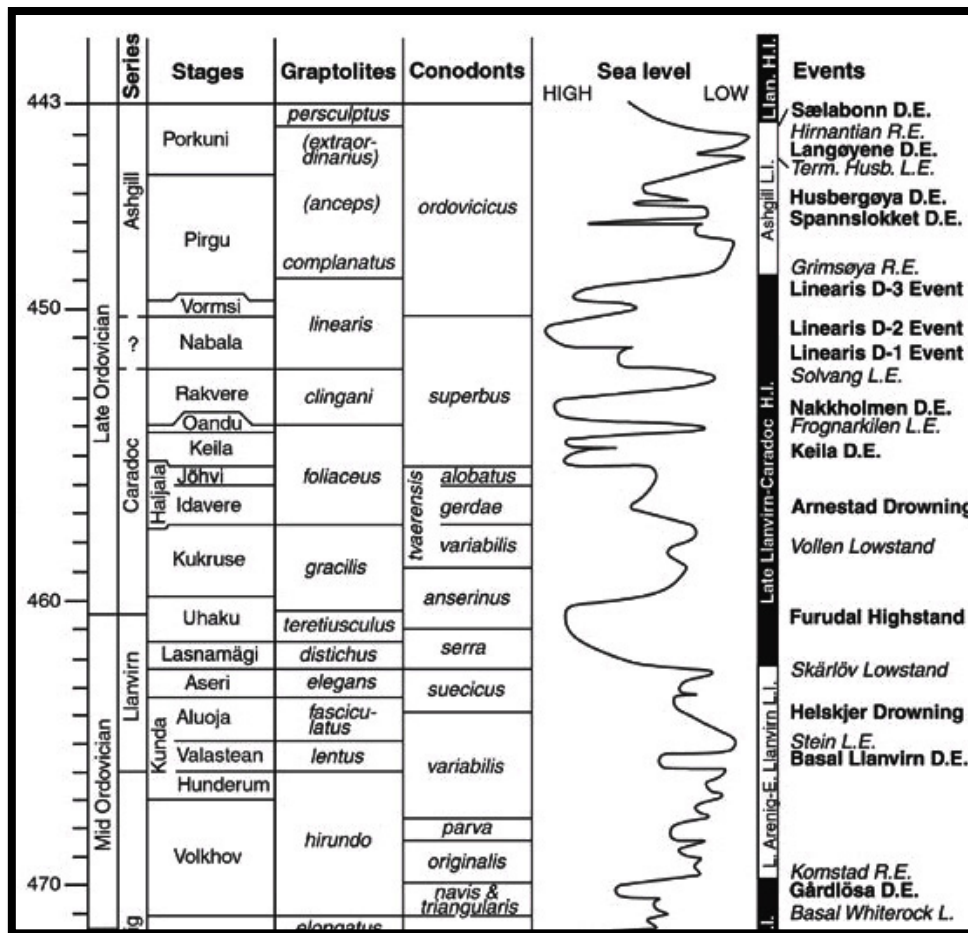 Series
Stages
Graptolites
Conodonts
Sea level
HIGH
LOW
Llan. H.I.
Events
443
450
460
470
Late Ordovician
Mid Ordovician
Ashgill
?
Caradoc
Llanvirn
Porkuni
Pirgu
Vormsi
Nabala
Rakvere
Oandu
Keila
Haljala
Jõhvi
Idavere
Kukruse
Uhaku
Lasnamägi
Aseri
Kunda
Aluoja
Valastean
Hunderum
Volkhov
persculptus
(extraor-
dinarius)
(anceps)
complanatus
linearis
clingani
foliaceus
gracilis
teretiusculus
distichus
elegans
fascicu-
latus
lentus
hirundo
elongatus
ordovicicus
superbus
tvaerensis
alobatus
gerdae
variabilis
anserinus
serra
suecicus
variabilis
parva
originalis
navis &
triangularis
Ashgill L.I.
Late Llanvirn-Caradoc H.I.
L. Arenig-E. Llanvirn L.I.
Sælabonn D.E.
Hirnantian R.E.
Langøyene D.E.
Term. Husb. L.E.
Husbergøya D.E.
Spannslokket D.E.
Grimsøya R.E.
Linearis D-3 Event
Linearis D-2 Event
Linearis D-1 Event
Solvang L.E.
Nakkholmen D.E.
Frognarkilen L.E.
Keila D.E.
Arnestad Drowning
Vollen Lowstand
Furudal Highstand
Skärlöv Lowstand
Helskjer Drowning
Stein L.E.
Basal Llanvirn D.E.
Komstad R.E.
Gårdlösa D.E.
Basal Whiterock L.